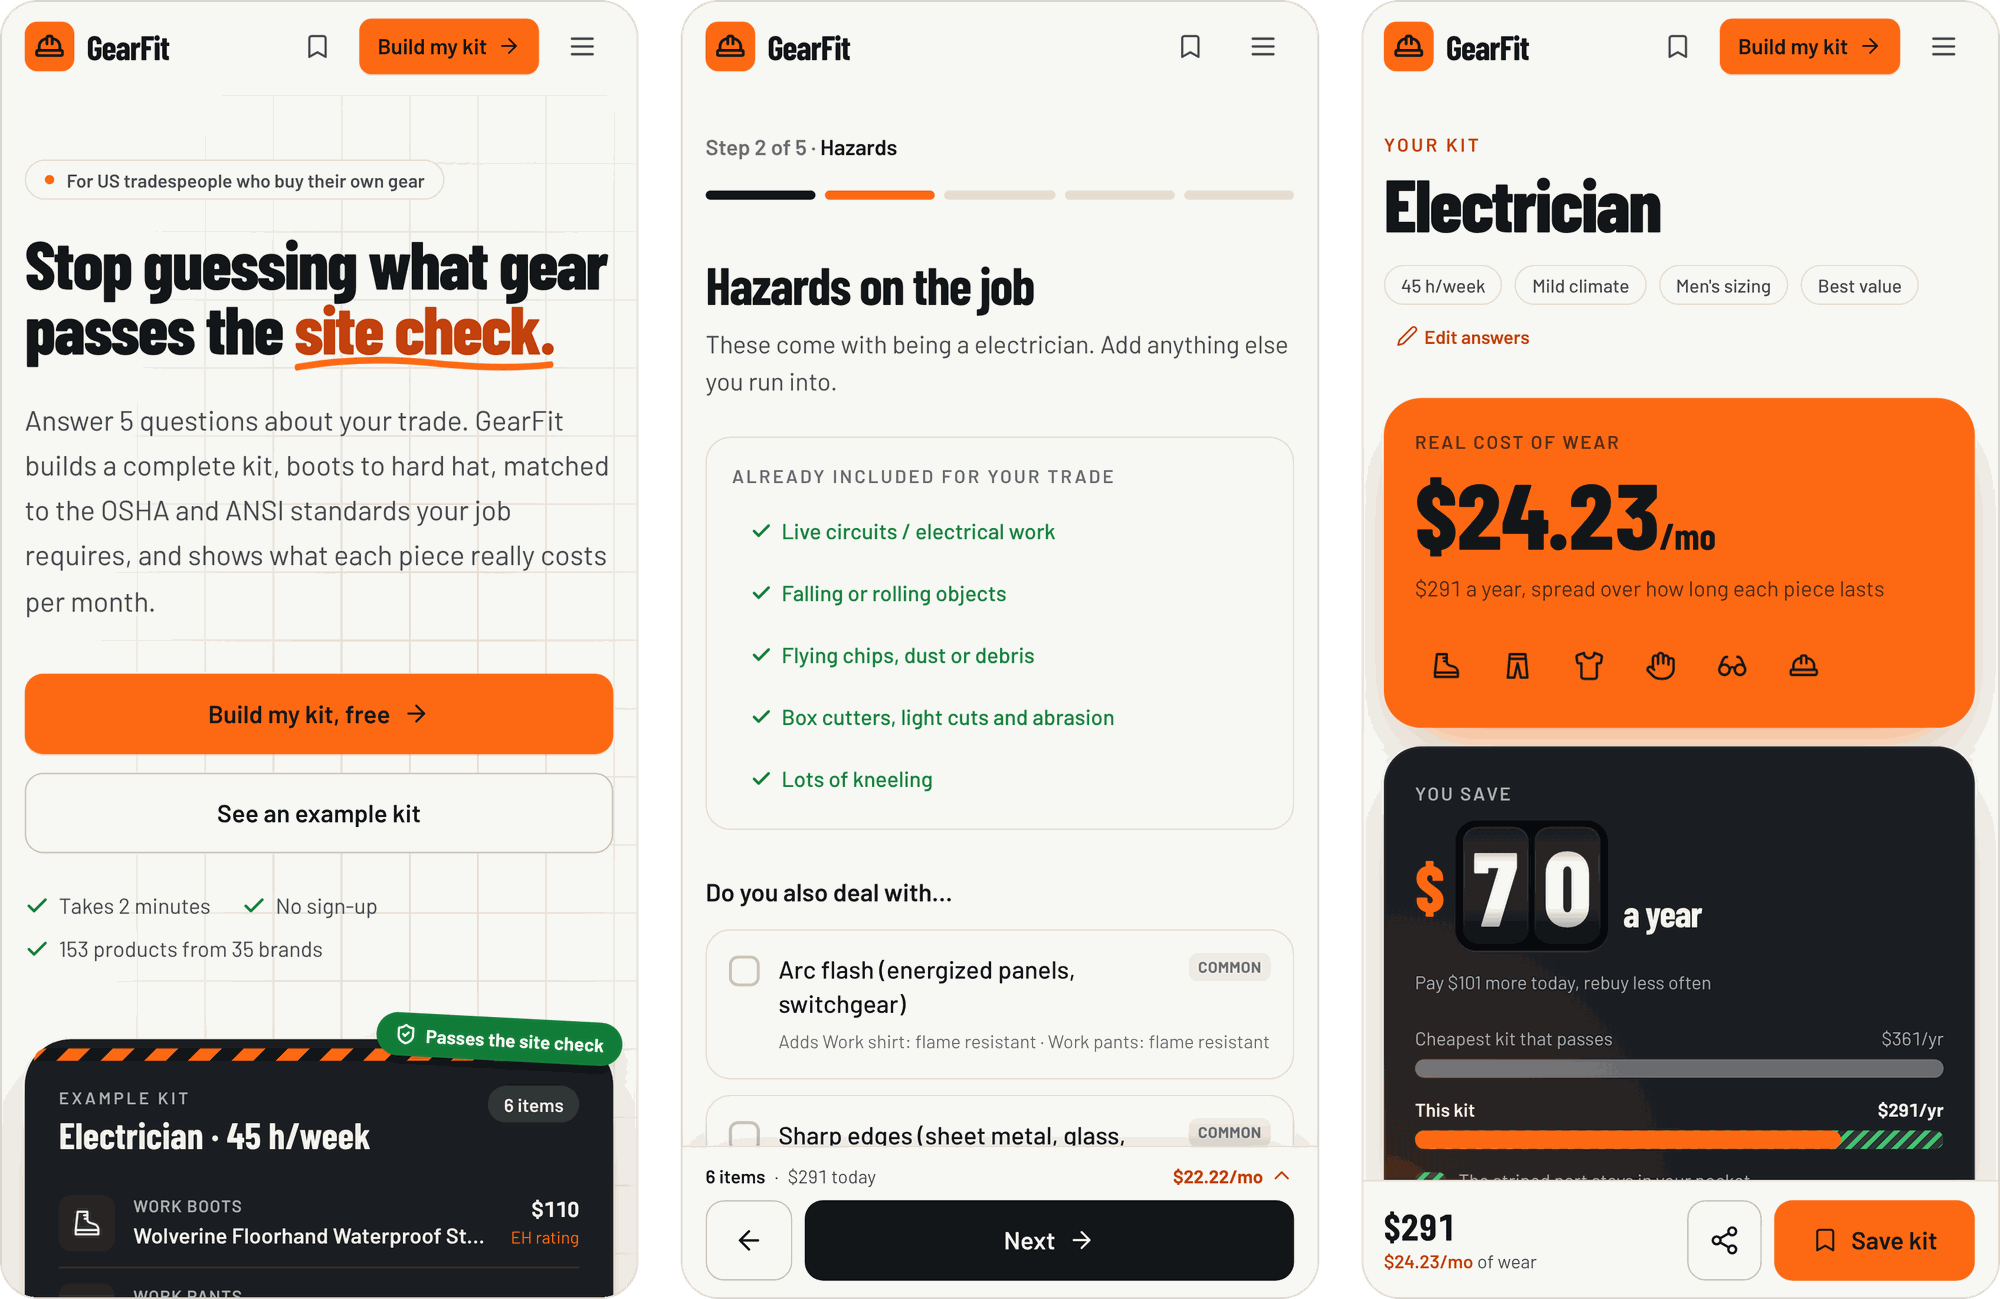 GearFit
Build my kit →
For US tradespeople who buy their own gear
Stop guessing what gear
passes the site check.
Answer 5 questions about your trade. GearFit
builds a complete kit, boots to hard hat, matched
to the OSHA and ANSI standards your job
requires, and shows what each piece really costs
per month.
Build my kit, free →
See an example kit
Takes 2 minutes
No sign-up
153 products from 35 brands
Passes the site check
EXAMPLE KIT
6 items
Electrician · 45 h/week
WORK BOOTS
$110
Wolverine Floorhand Waterproof St...
EH rating
WORK PANTS
GearFit
Step 2 of 5 · Hazards
Hazards on the job
These come with being a electrician. Add anything else
you run into.
ALREADY INCLUDED FOR YOUR TRADE
Live circuits / electrical work
Falling or rolling objects
Flying chips, dust or debris
Box cutters, light cuts and abrasion
Lots of kneeling
Do you also deal with...
Arc flash (energized panels,
switchgear)
COMMON
Adds Work shirt: flame resistant · Work pants: flame resistant
Sharp edges (sheet metal, glass,
COMMON
6 items · $291 today
$22.22/mo
Next →
GearFit
Build my kit →
YOUR KIT
Electrician
45 h/week
Mild climate
Men's sizing
Best value
Edit answers
REAL COST OF WEAR
$24.23/mo
$291 a year, spread over how long each piece lasts
YOU SAVE
$70 a year
Pay $101 more today, rebuy less often
Cheapest kit that passes
$361/yr
This kit
$291/yr
The striped part stays in your pocket
$291
$24.23/mo of wear
Save kit